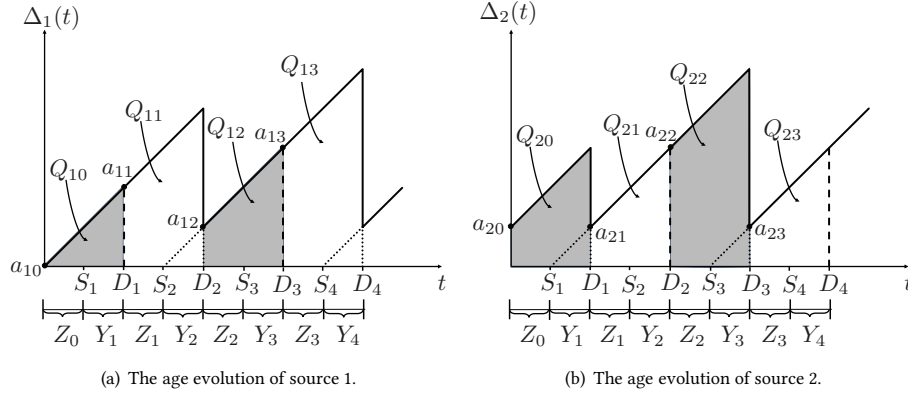 Δ₁(t)
Q₁₃
Q₁₁
Q₁₂
a₁₃
Q₁₀
a₁₁
a₁₂
a₁₀
S₁ D₁ S₂ D₂ S₃ D₃ S₄ D₄ t
Z₀ Y₁ Z₁ Y₂ Z₂ Y₃ Z₃ Y₄
(a) The age evolution of source 1.
Δ₂(t)
Q₂₂
Q₂₀
Q₂₁
a₂₂
Q₂₃
a₂₀
a₂₁
a₂₃
S₁ D₁ S₂ D₂ S₃ D₃ S₄ D₄ t
Z₀ Y₁ Z₁ Y₂ Z₂ Y₃ Z₃ Y₄
(b) The age evolution of source 2.